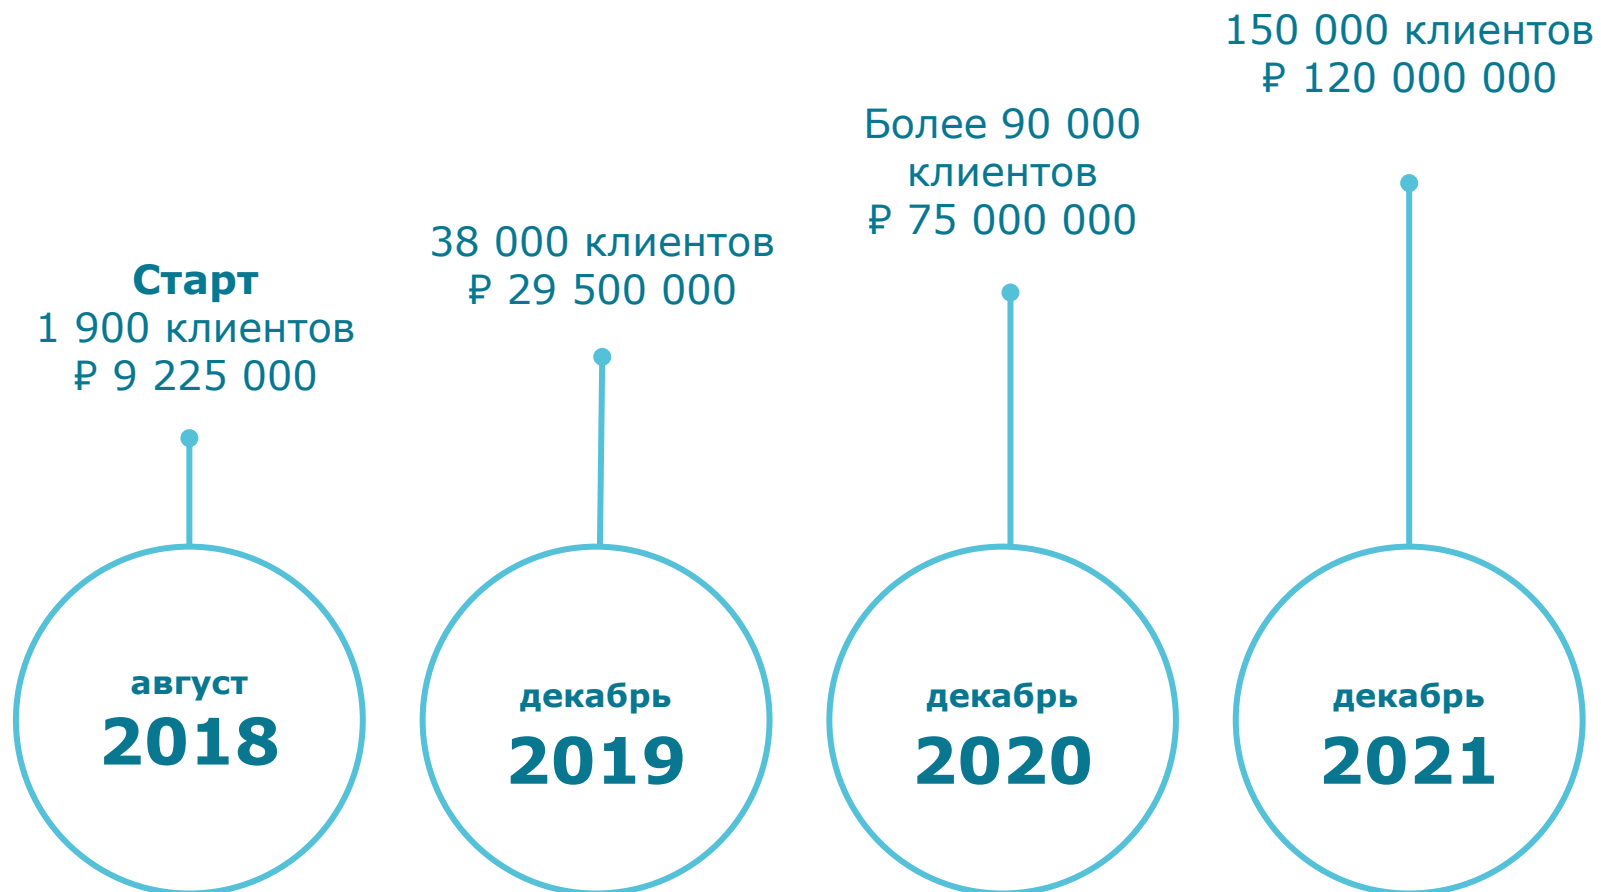 Старт
1 900 клиентов
₽ 9 225 000
август
2018
38 000 клиентов
₽ 29 500 000
декабрь
2019
Более 90 000
клиентов
₽ 75 000 000
декабрь
2020
150 000 клиентов
₽ 120 000 000
декабрь
2021